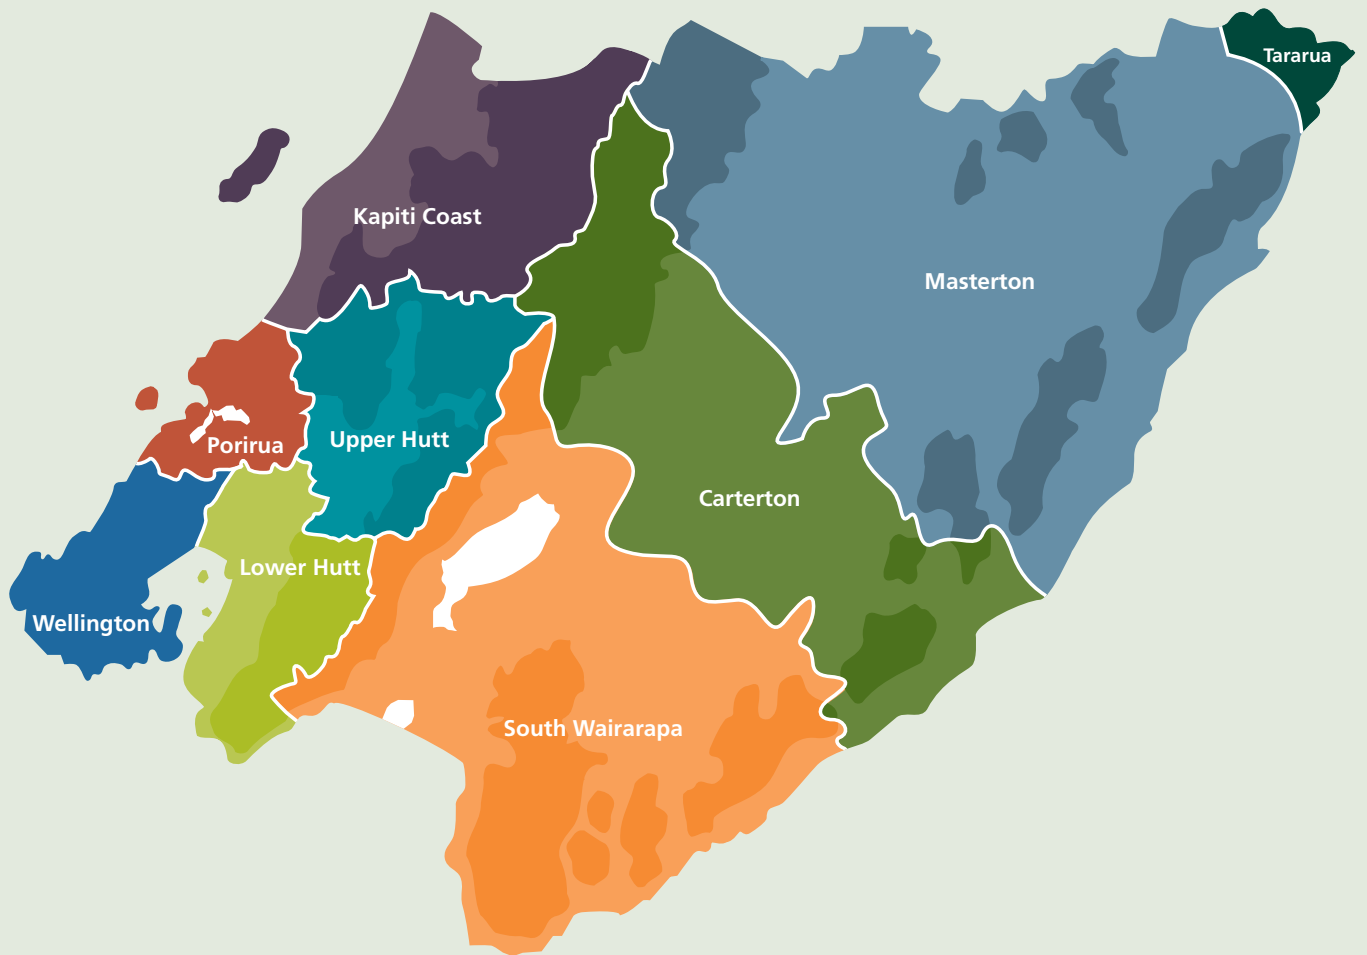 Tararua
Kapiti Coast
Masterton
Upper Hutt
Porirua
Carterton
Lower Hutt
Wellington
South Wairarapa